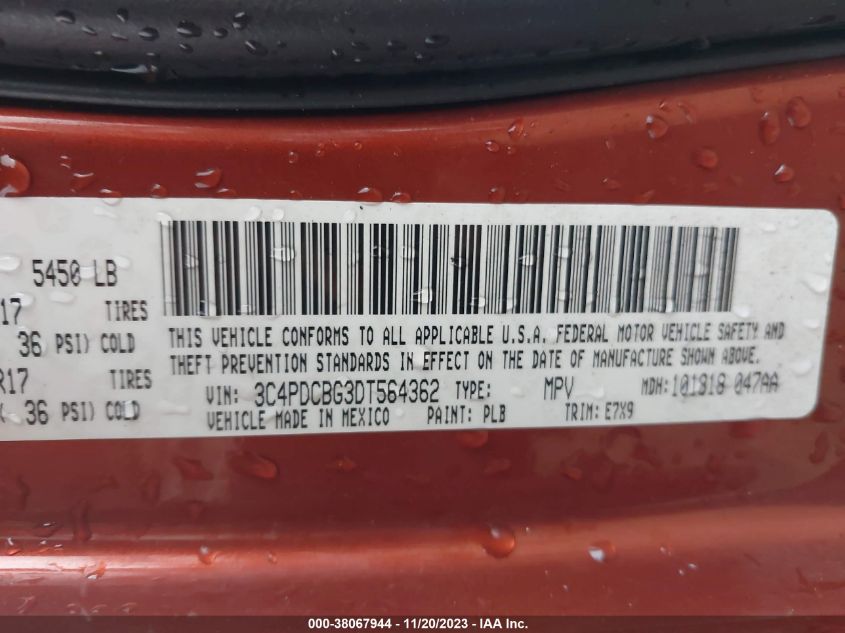 5450 LB
17 TIRES
36 PSI) COLD
R17 TIRES
36 PSI) COLD
THIS VEHICLE CONFORMS TO ALL APPLICABLE U.S.A. FEDERAL MOTOR VEHICLE SAFETY AND
THEFT PREVENTION STANDARDS IN EFFECT ON THE DATE OF MANUFACTURE SHOWN ABOVE.
VIN: 3C4PDCBG3DT564362 TYPE: MPV MDH: 101818 047AA
VEHICLE MADE IN MEXICO PAINT: PLB TRIM: E7X9
000-38067944 - 11/20/2023 - IAA Inc.